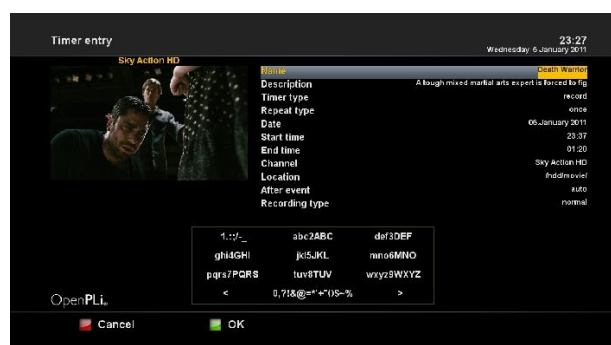 Timer entry
23:27
Wednesday 5 January 2011
Sky Action HD
Name Death Warrior
Description A tough mixed martial arts expert is forced to fig
Timer type record
Repeat type once
Date 06.January 2011
Start time 23:37
End time 01:20
Channel Sky Action HD
Location /hdd/movie/
After event auto
Recording type normal
1.:;/-_ abc2ABC def3DEF
ghi4GHI jkl5JKL mno6MNO
pqrs7PQRS tuv8TUV wxyz9WXYZ
< 0,?!&@=*'+"()$~% >
OpenPLi®
Cancel OK